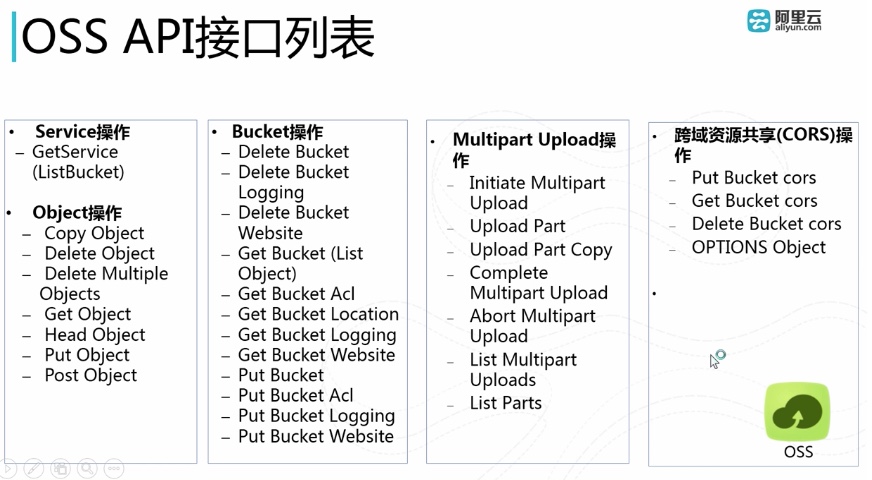 OSS API接口列表
阿里云
aliyun.com
• Service操作
– GetService
(ListBucket)
• Object操作
– Copy Object
– Delete Object
– Delete Multiple
Objects
– Get Object
– Head Object
– Put Object
– Post Object
• Bucket操作
– Delete Bucket
– Delete Bucket
Logging
– Delete Bucket
Website
– Get Bucket (List
Object)
– Get Bucket Acl
– Get Bucket Location
– Get Bucket Logging
– Get Bucket Website
– Put Bucket
– Put Bucket Acl
– Put Bucket Logging
– Put Bucket Website
• Multipart Upload操
作
– Initiate Multipart
Upload
– Upload Part
– Upload Part Copy
– Complete
Multipart Upload
– Abort Multipart
Upload
– List Multipart
Uploads
– List Parts
• 跨域资源共享(CORS)操
作
– Put Bucket cors
– Get Bucket cors
– Delete Bucket cors
– OPTIONS Object
•
OSS